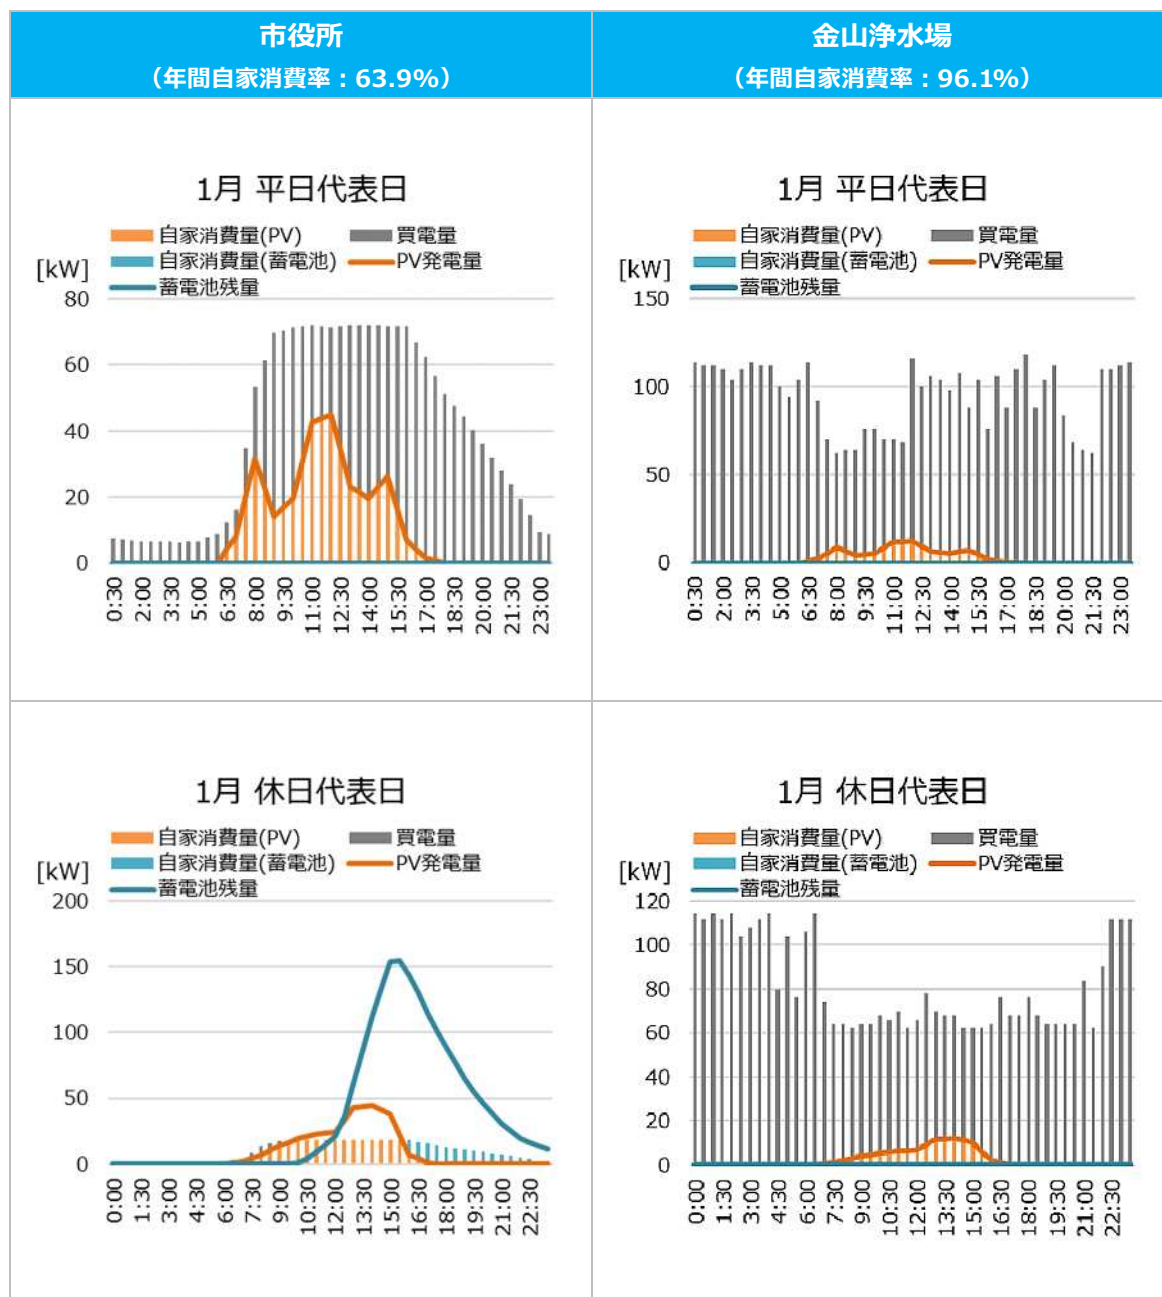 市役所
（年間自家消費率：63.9%）
金山浄水場
（年間自家消費率：96.1%）
1月 平日代表日
自家消費量(PV)
買電量
自家消費量(蓄電池)
PV発電量
蓄電池残量
[kW]
80
60
40
20
0
0:30
2:00
3:30
5:00
6:30
8:00
9:30
11:00
12:30
14:00
15:30
17:00
18:30
20:00
21:30
23:00
1月 平日代表日
自家消費量(PV)
買電量
自家消費量(蓄電池)
PV発電量
蓄電池残量
[kW]
150
100
50
0
0:30
2:00
3:30
5:00
6:30
8:00
9:30
11:00
12:30
14:00
15:30
17:00
18:30
20:00
21:30
23:00
1月 休日代表日
自家消費量(PV)
買電量
自家消費量(蓄電池)
PV発電量
蓄電池残量
[kW]
200
150
100
50
0
0:00
1:30
3:00
4:30
6:00
7:30
9:00
10:30
12:00
13:30
15:00
16:30
18:00
19:30
21:00
22:30
1月 休日代表日
自家消費量(PV)
買電量
自家消費量(蓄電池)
PV発電量
蓄電池残量
[kW]
120
100
80
60
40
20
0
0:00
1:30
3:00
4:30
6:00
7:30
9:00
10:30
12:00
13:30
15:00
16:30
18:00
19:30
21:00
22:30